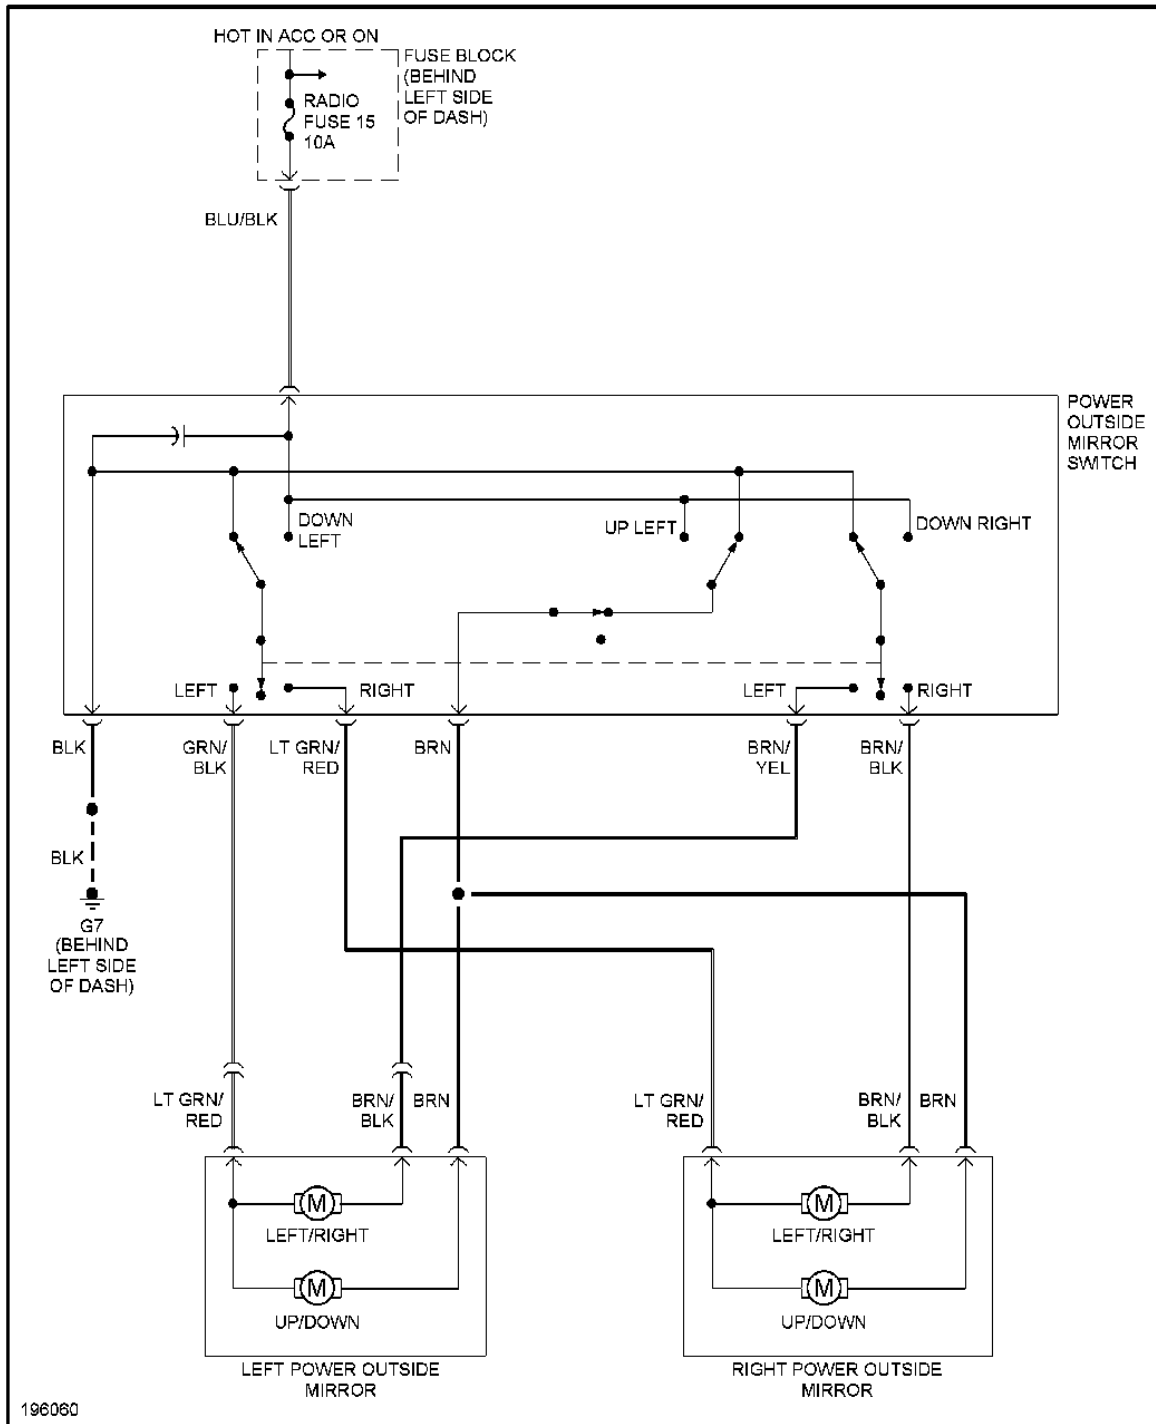 HOT IN ACC OR ON
FUSE BLOCK
(BEHIND
LEFT SIDE
OF DASH)
RADIO
FUSE 15
10A
BLU/BLK
POWER
OUTSIDE
MIRROR
SWITCH
DOWN
LEFT
UP LEFT
DOWN RIGHT
LEFT
RIGHT
LEFT
RIGHT
BLK
GRN/
BLK
LT GRN/
RED
BRN
BRN/
YEL
BRN/
BLK
BLK
G7
(BEHIND
LEFT SIDE
OF DASH)
LT GRN/
RED
BRN/
BLK
BRN
LT GRN/
RED
BRN/
BLK
BRN
M
LEFT/RIGHT
M
UP/DOWN
M
LEFT/RIGHT
M
UP/DOWN
LEFT POWER OUTSIDE
MIRROR
RIGHT POWER OUTSIDE
MIRROR
196060